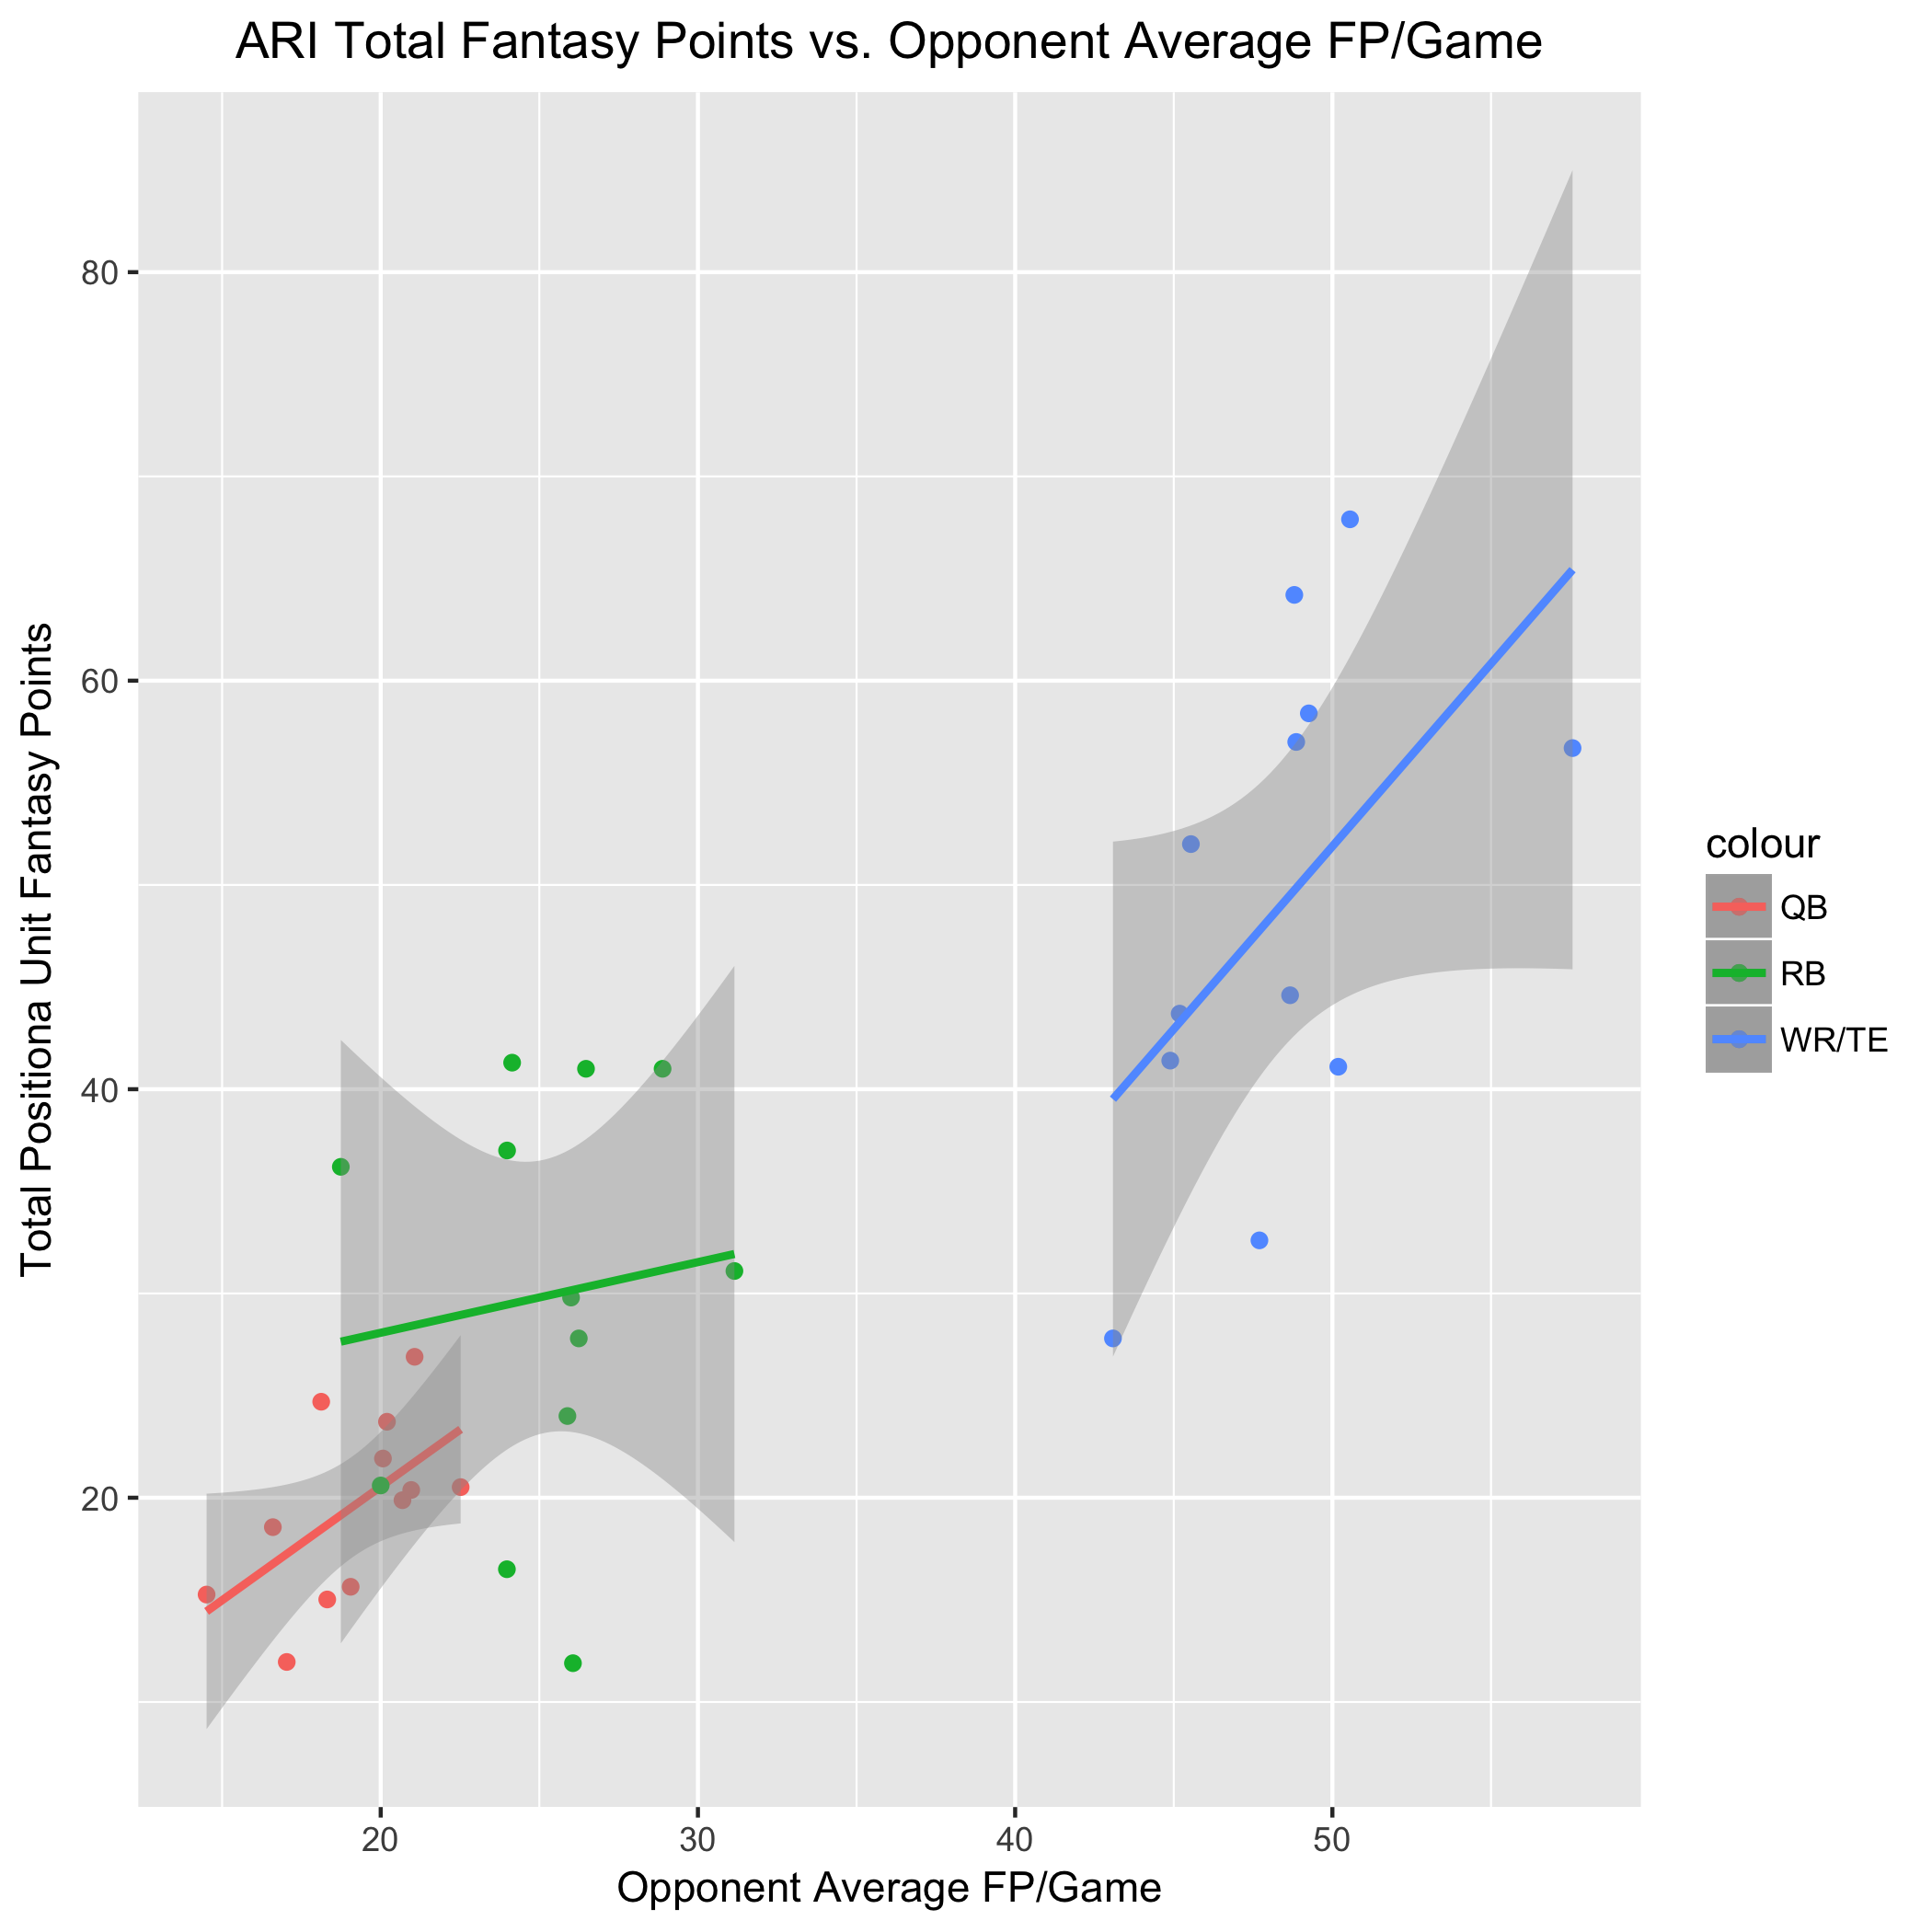 ARI Total Fantasy Points vs. Opponent Average FP/Game
Total Positiona Unit Fantasy Points
80
60
40
20
20
30
40
50
Opponent Average FP/Game
colour
QB
RB
WR/TE